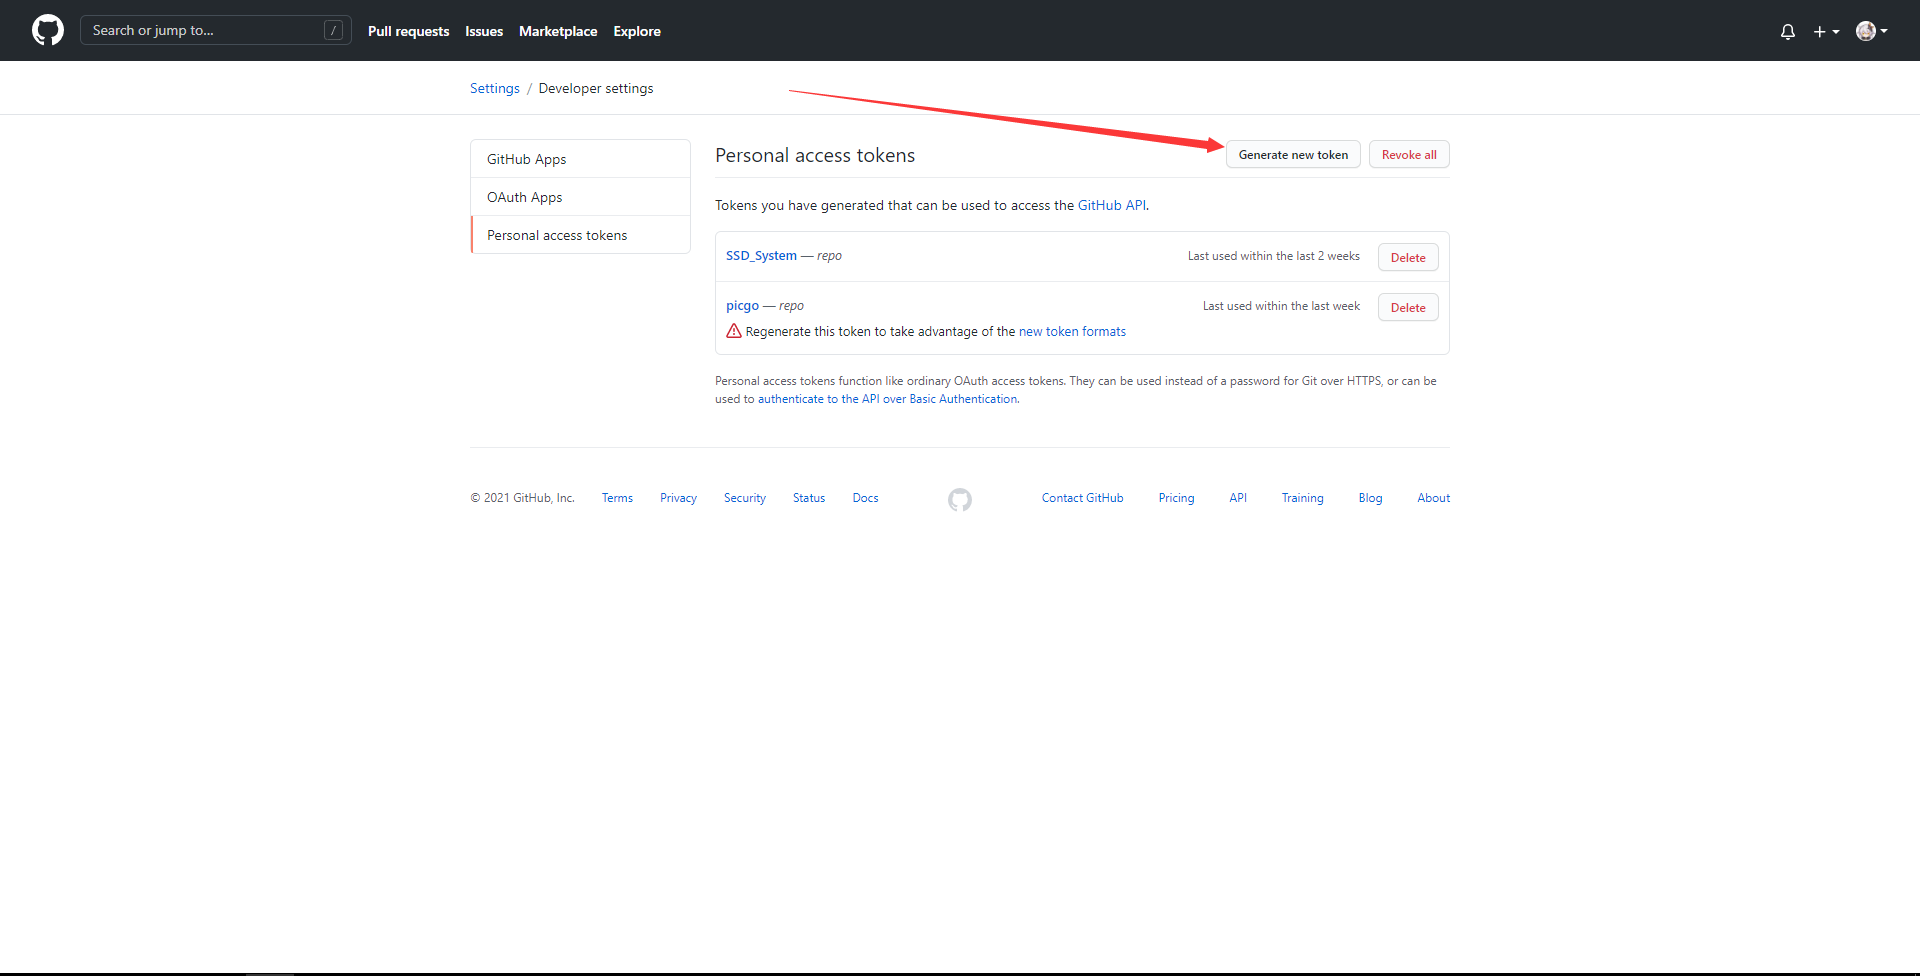 Search or jump to... /
Pull requests Issues Marketplace Explore
Settings / Developer settings
GitHub Apps
OAuth Apps
Personal access tokens
Personal access tokens
Generate new token
Revoke all
Tokens you have generated that can be used to access the GitHub API.
SSD_System — repo
Last used within the last 2 weeks
Delete
picgo — repo
Last used within the last week
Delete
Regenerate this token to take advantage of the new token formats
Personal access tokens function like ordinary OAuth access tokens. They can be used instead of a password for Git over HTTPS, or can be
used to authenticate to the API over Basic Authentication.
© 2021 GitHub, Inc. Terms Privacy Security Status Docs Contact GitHub Pricing API Training Blog About